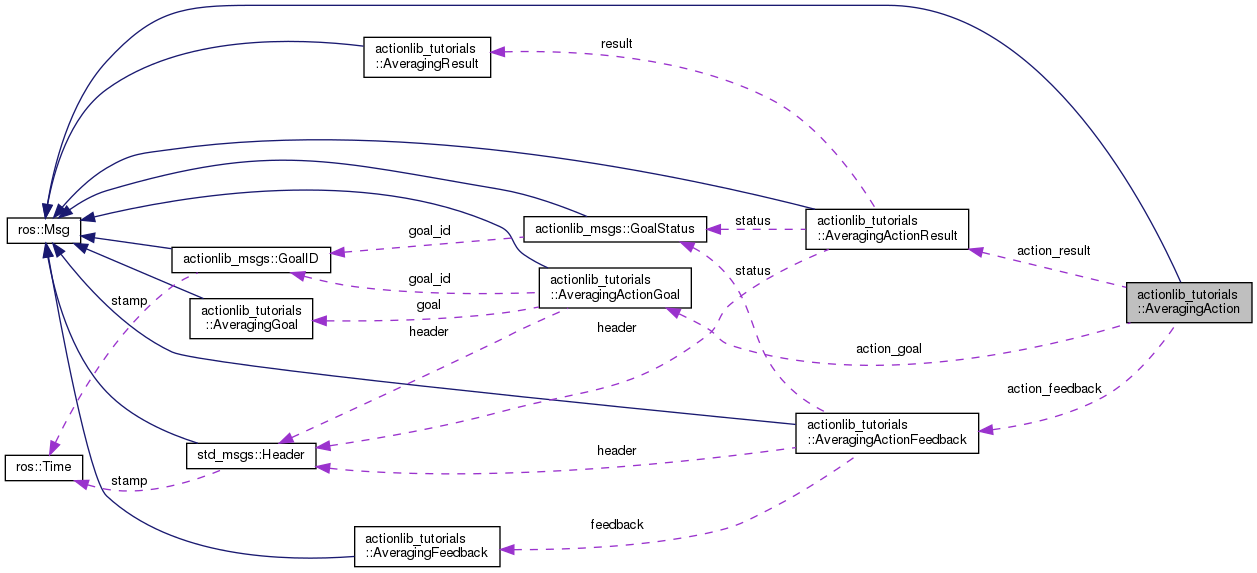 result
actionlib_tutorials
::AveragingResult
ros::Msg
goal_id
actionlib_msgs::GoalStatus
status
actionlib_tutorials
::AveragingActionResult
action_result
actionlib_msgs::GoalID
goal_id
actionlib_tutorials
::AveragingActionGoal
status
actionlib_tutorials
::AveragingAction
stamp
actionlib_tutorials
::AveragingGoal
goal
header
header
action_goal
action_feedback
actionlib_tutorials
::AveragingActionFeedback
std_msgs::Header
header
ros::Time
stamp
feedback
actionlib_tutorials
::AveragingFeedback